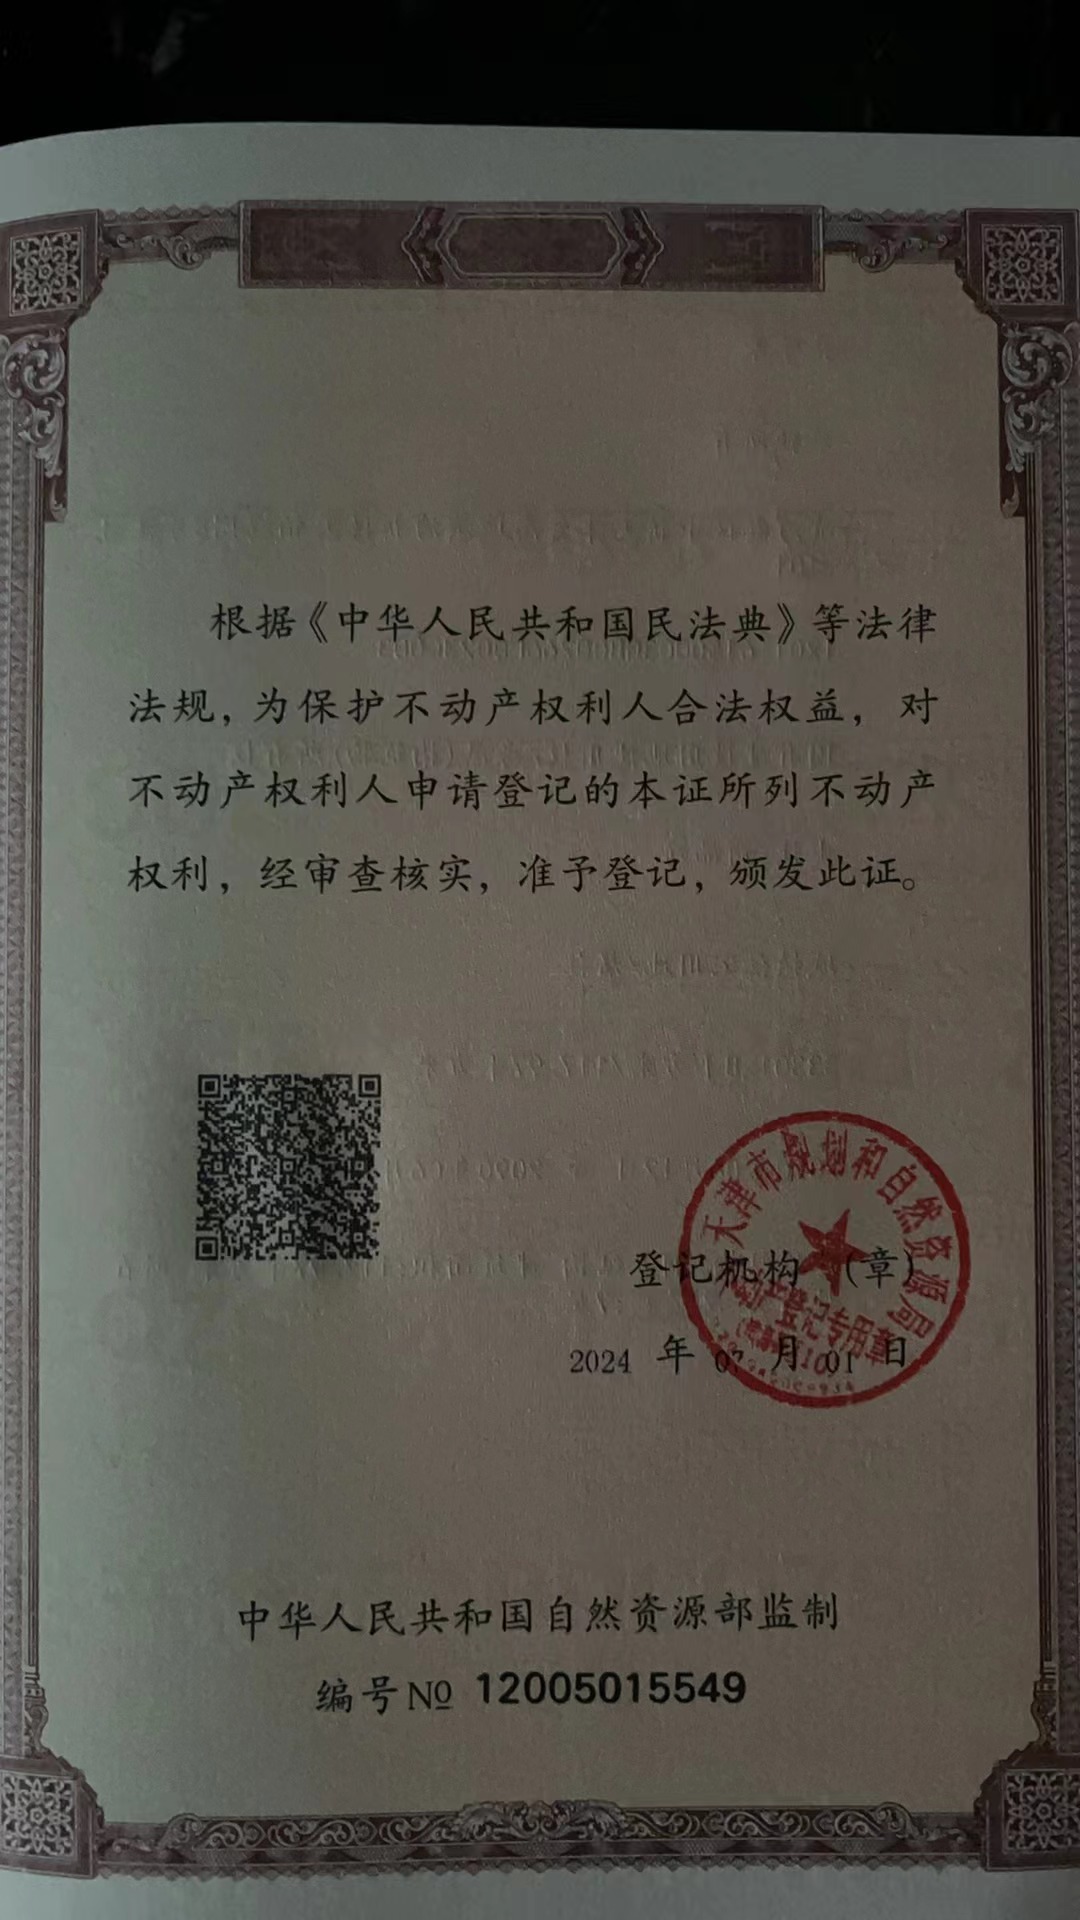 根据《中华人民共和国民法典》等法律
法规，为保护不动产权利人合法权益，对
不动产权利人申请登记的本证所列不动产
权利，经审查核实，准予登记，颁发此证。
天津市规划和自然资源局
登记机构（章）
登记专用章
2024 年 07 月 01 日
中华人民共和国自然资源部监制
编号№ 12005015549